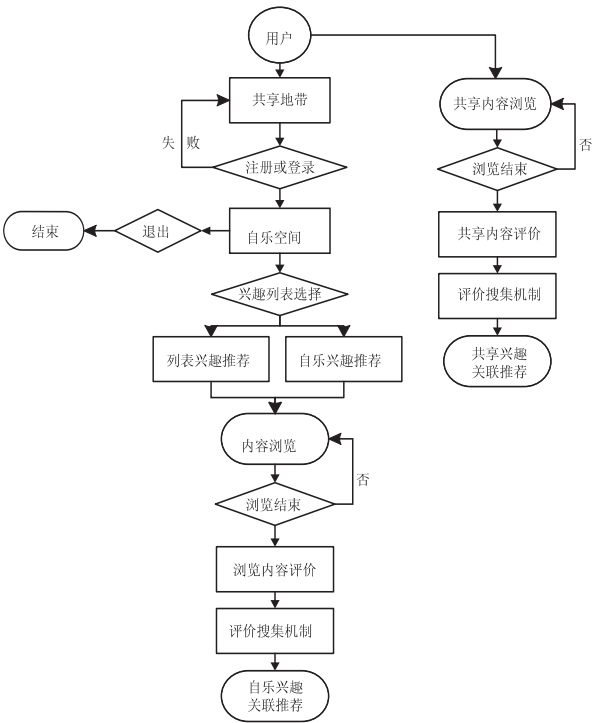 用户
共享地带
共享内容浏览
失 败
否
注册或登录
浏览结束
结束
退出
自乐空间
共享内容评价
兴趣列表选择
评价搜集机制
列表兴趣推荐
自乐兴趣推荐
共享兴趣
关联推荐
内容浏览
否
浏览结束
浏览内容评价
评价搜集机制
自乐兴趣
关联推荐